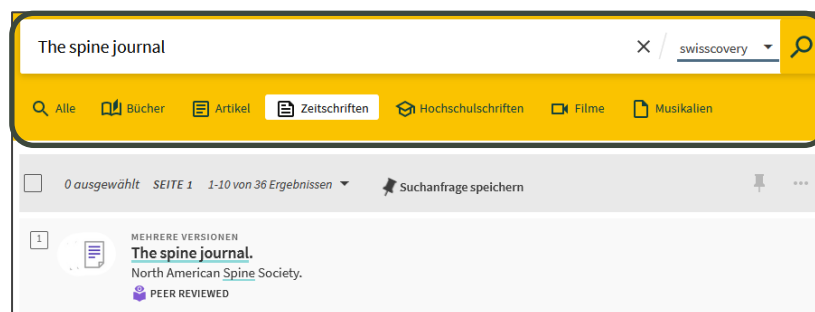 The spine journal
swisscovery
Alle Bücher Artikel Zeitschriften Hochschulschriften Filme Musikalien
0 ausgewählt SEITE 1 1-10 von 36 Ergebnissen Suchanfrage speichern
1
MEHRERE VERSIONEN
The spine journal.
North American Spine Society.
PEER REVIEWED